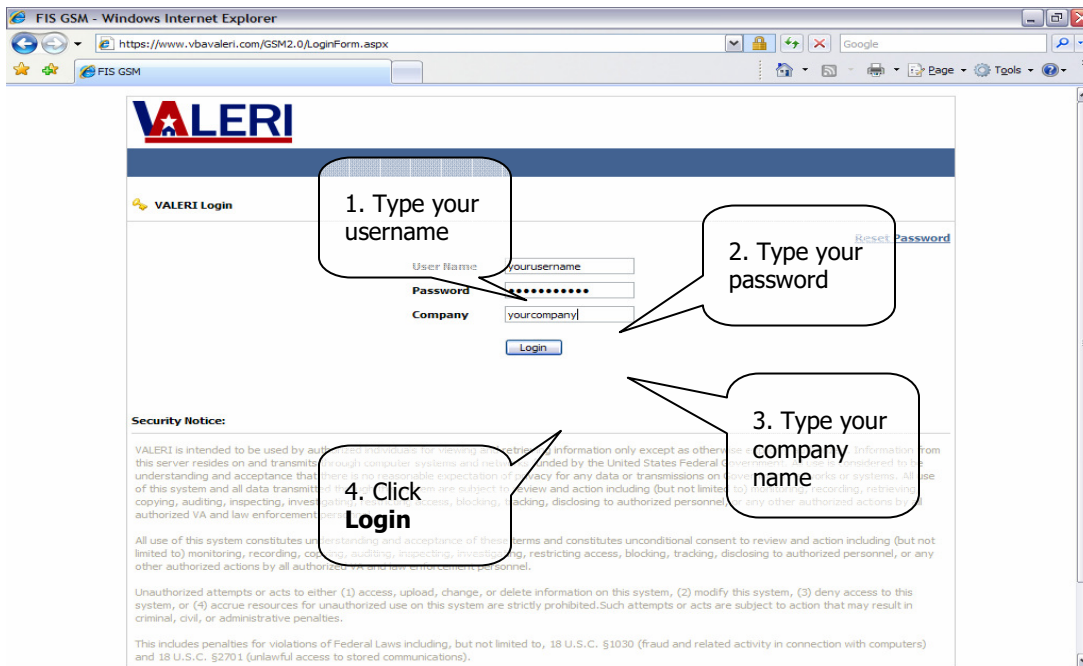 FIS GSM - Windows Internet Explorer
https://www.vbavaleri.com/GSM2.0/LoginForm.aspx
Google
FIS GSM
Page
Tools
VALERI
VALERI Login
Reset Password
1. Type your
username
2. Type your
password
User Name
yourusername
Password
Company
yourcompany
Login
3. Type your
company
name
4. Click
Login
Security Notice:
VALERI is intended to be used by authorized individuals for viewing and retrieving information only except as otherwise Information from
this server resides on and transmits through computer systems and networks funded by the United States Federal Government. All use is considered to be
understanding and acceptance that there is no reasonable expectation of privacy for any data or transmissions on Government networks or systems. All use
of this system and all data transmitted through this system are subject to review and action including (but not limited to) monitoring, recording, retrieving,
copying, auditing, inspecting, investigating, restricting access, blocking, tracking, disclosing to authorized personnel, or any other authorized actions by all
authorized VA and law enforcement personnel.
All use of this system constitutes understanding and acceptance of these terms and constitutes unconditional consent to review and action including (but not
limited to) monitoring, recording, copying, auditing, inspecting, investigating, restricting access, blocking, tracking, disclosing to authorized personnel, or any
other authorized actions by all authorized VA and law enforcement personnel.
Unauthorized attempts or acts to either (1) access, upload, change, or delete information on this system, (2) modify this system, (3) deny access to this
system, or (4) accrue resources for unauthorized use on this system are strictly prohibited.Such attempts or acts are subject to action that may result in
criminal, civil, or administrative penalties.
This includes penalties for violations of Federal Laws including, but not limited to, 18 U.S.C. §1030 (fraud and related activity in connection with computers)
and 18 U.S.C. §2701 (unlawful access to stored communications).